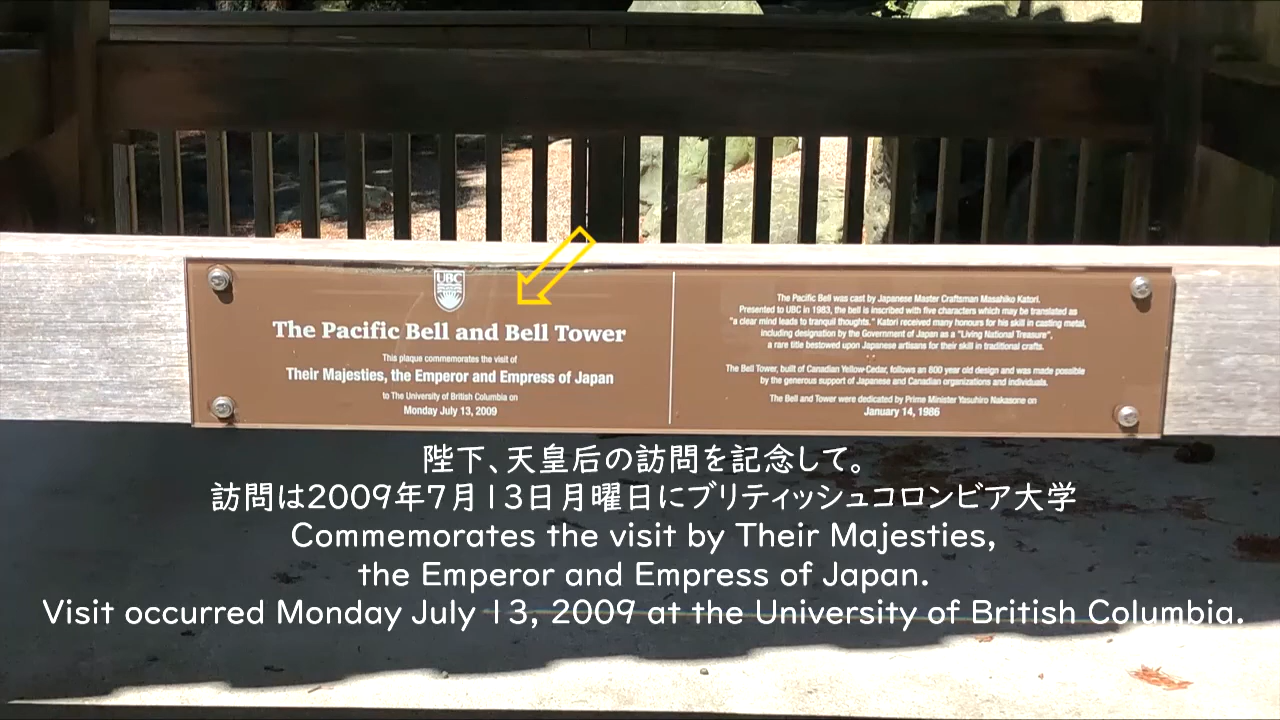 UBC
The Pacific Bell and Bell Tower
This plaque commemorates the visit of
Their Majesties, the Emperor and Empress of Japan
to The University of British Columbia on
Monday July 13, 2009
The Pacific Bell was cast by Japanese Master Craftsman Masahiko Katori.
Presented to UBC in 1983, the bell is inscribed with five characters which may be translated as
"a clear mind leads to tranquil thoughts." Katori received many honours for his skill in casting metal,
including designation by the Government of Japan as a "Living National Treasure",
a rare title bestowed upon Japanese artisans for their skill in traditional crafts.
The Bell Tower, built of Canadian Yellow-Cedar, follows an 800 year old design and was made possible
by the generous support of Japanese and Canadian organizations and individuals.
The Bell and Tower were dedicated by Prime Minister Yasuhiro Nakasone on
January 14, 1986
陛下、天皇后の訪問を記念して。
訪問は2009年7月13日月曜日にブリティッシュコロンビア大学
Commemorates the visit by Their Majesties,
the Emperor and Empress of Japan.
Visit occurred Monday July 13, 2009 at the University of British Columbia.